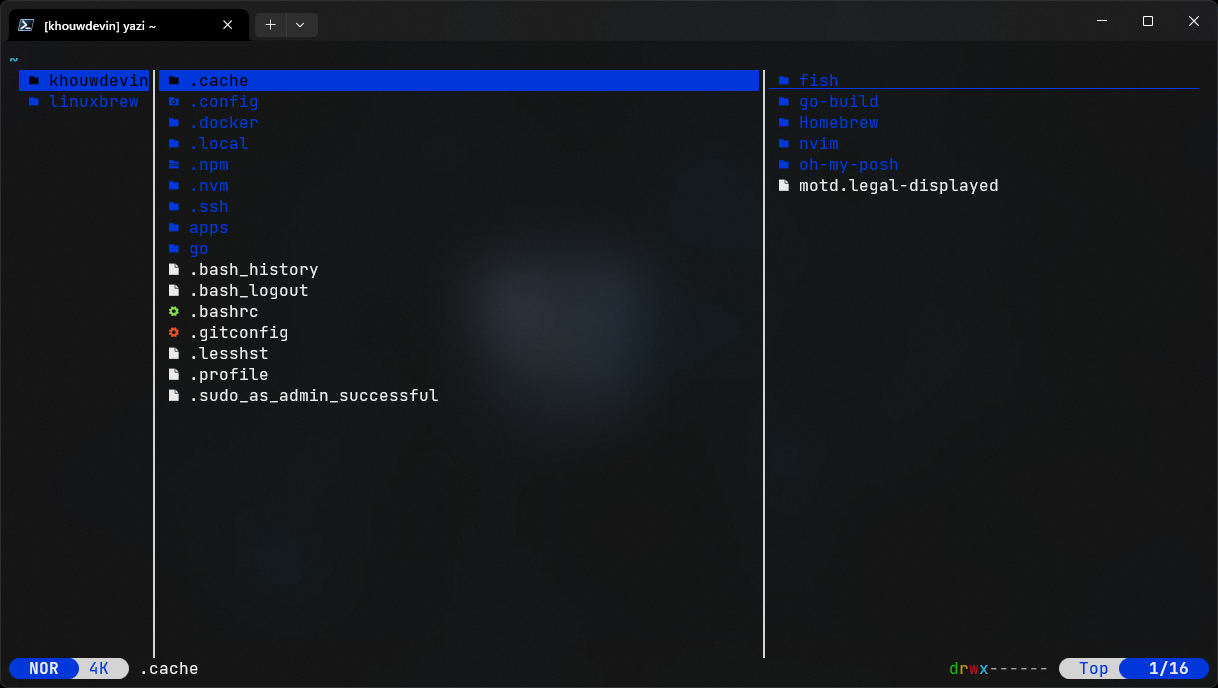 [khouwdevin] yazi ~
~
khouwdevin
linuxbrew
.cache
.config
.docker
.local
.npm
.nvm
.ssh
apps
go
.bash_history
.bash_logout
.bashrc
.gitconfig
.lesshst
.profile
.sudo_as_admin_successful
fish
go-build
Homebrew
nvim
oh-my-posh
motd.legal-displayed
NOR 4K .cache drwx------ Top 1/16